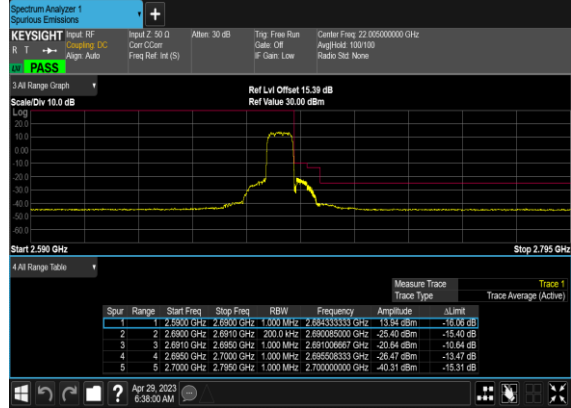 Spectrum Analyzer 1
Spurious Emissions
+
KEYSIGHT Input: RF Input Z: 50 Ω Atten: 30 dB Trig: Free Run Center Freq: 22.005000000 GHz
R T Coupling: DC Corr CCorr Gate: Off Avg|Hold: 100/100
Align: Auto Freq Ref: Int (S) IF Gain: Low Radio Std: None
LV PASS
3 All Range Graph
Ref Lvl Offset 15.39 dB
Scale/Div 10.0 dB Ref Value 30.00 dBm
Log
20.0
10.0
0.00
-10.0
-20.0
-30.0
-40.0
-50.0
-60.0
Start 2.590 GHz Stop 2.795 GHz
4 All Range Table
Measure Trace Trace 1
Trace Type Trace Average (Active)
Spur Range Start Freq Stop Freq RBW Frequency Amplitude ΔLimit
1 1 2.5900 GHz 2.6900 GHz 1.000 MHz 2.684333333 GHz 13.94 dBm -16.06 dB
2 2 2.6900 GHz 2.6910 GHz 200.0 kHz 2.690085000 GHz -25.40 dBm -15.40 dB
3 3 2.6910 GHz 2.6950 GHz 1.000 MHz 2.691006667 GHz -20.64 dBm -10.64 dB
4 4 2.6950 GHz 2.7000 GHz 1.000 MHz 2.695508333 GHz -26.47 dBm -13.47 dB
5 5 2.7000 GHz 2.7950 GHz 1.000 MHz 2.700000000 GHz -40.31 dBm -15.31 dB
? Apr 29, 2023
6:38:00 AM